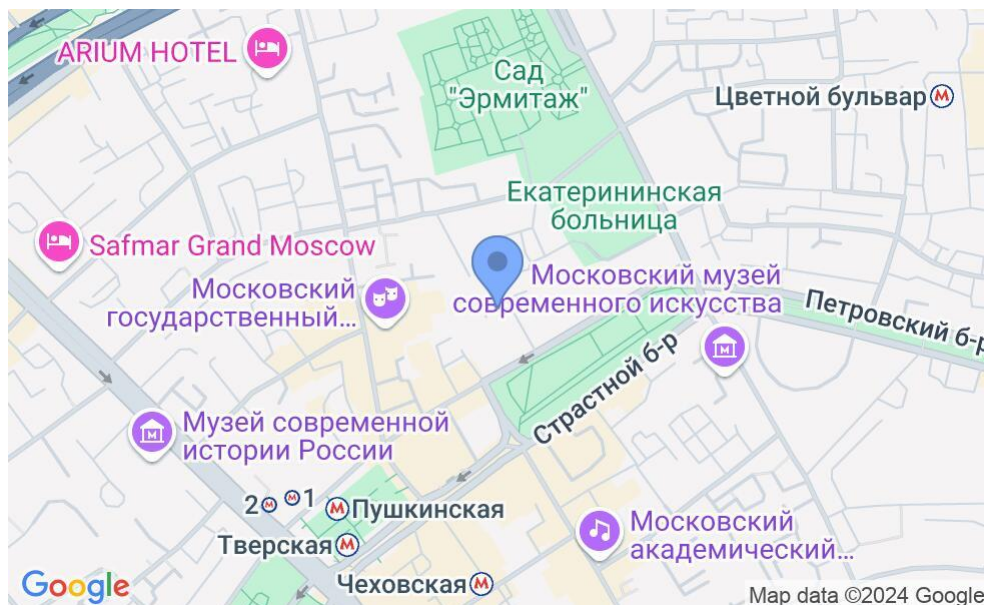 ARIUM HOTEL
Сад
"Эрмитаж"
Цветной бульвар
Екатерининская
больница
Safmar Grand Moscow
Московский
государственный...
Московский музей
современного искусства
Петровский б-р
Страстной б-р
Музей современной
истории России
2 1
Пушкинская
Тверская
Чеховская
Московский
академический...
Google
Map data ©2024 Google